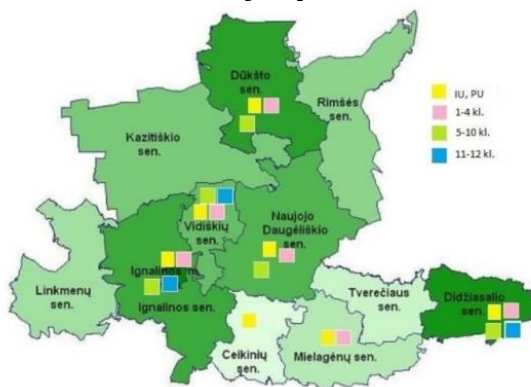 Dūkšto
sen.
Rimšės
sen.
IU, PU
1-4 kl.
5-10 kl.
11-12 kl.
Kazitiškio
sen.
Vidiškių
sen.
Naujojo
Daugėliškio
sen.
Ignalinos m.
Linkmenų
sen.
Ignalinos sen.
Tverečiaus
sen.
Didžiasalio
sen.
Ceikinių
sen.
Mielagėnų sen.